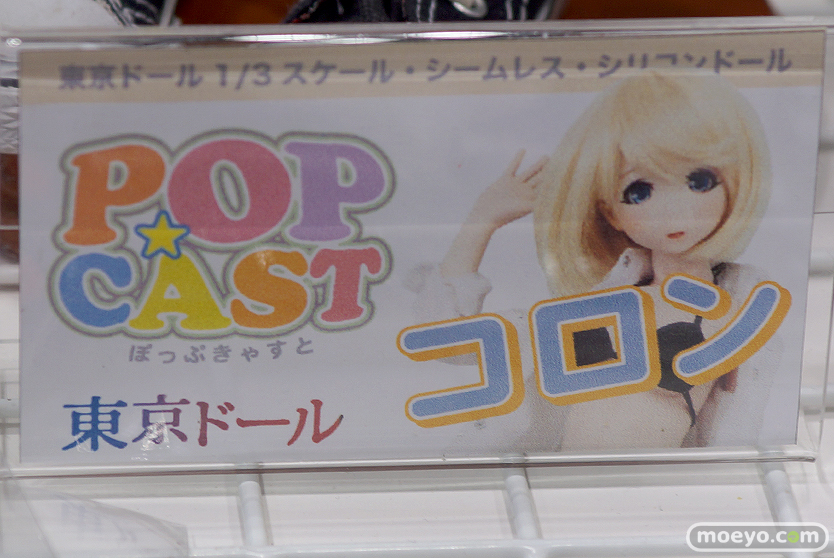 東京ドール 1/3 スケール・シームレス・シリコンドール
POP
CAST
ぽっぷきゃすと
東京ドール
コロン
moeyo.com